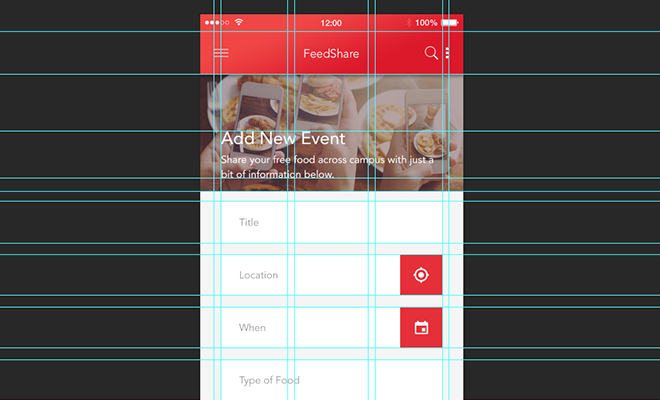 12:00
100%
FeedShare
Add New Event
Share your free food across campus with just a
bit of information below.
Title
Location
When
Type of Food